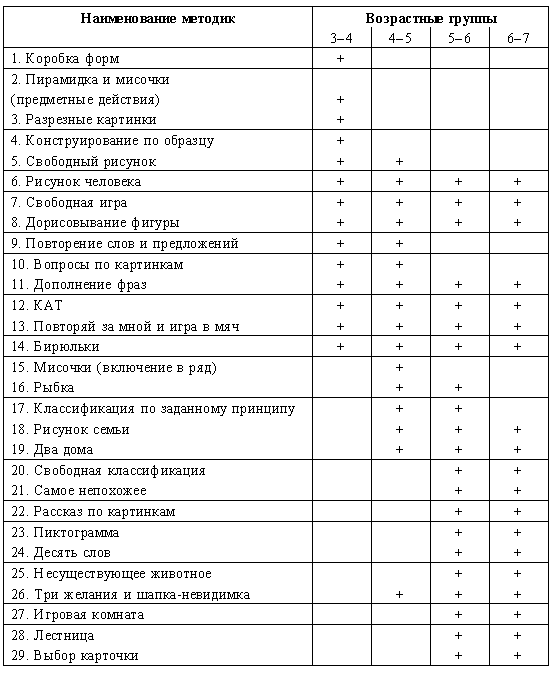 Наименование методик Возрастные группы
3–4 4–5 5–6 6–7
1. Коробка форм +
2. Пирамидка и мисочки
(предметные действия) +
3. Разрезные картинки +
4. Конструирование по образцу +
5. Свободный рисунок + +
6. Рисунок человека + + + +
7. Свободная игра + + + +
8. Дорисовывание фигуры + + + +
9. Повторение слов и предложений + +
10. Вопросы по картинкам + +
11. Дополнение фраз + + + +
12. КАТ + + + +
13. Повторяй за мной и игра в мяч + + + +
14. Бирюльки + + + +
15. Мисочки (включение в ряд) +
16. Рыбка + +
17. Классификация по заданному принципу + +
18. Рисунок семьи + + +
19. Два дома + + +
20. Свободная классификация + +
21. Самое непохожее + +
22. Рассказ по картинкам + +
23. Пиктограмма + +
24. Десять слов + +
25. Несуществующее животное + +
26. Три желания и шапка-невидимка + + +
27. Игровая комната + +
28. Лестница + +
29. Выбор карточки + +